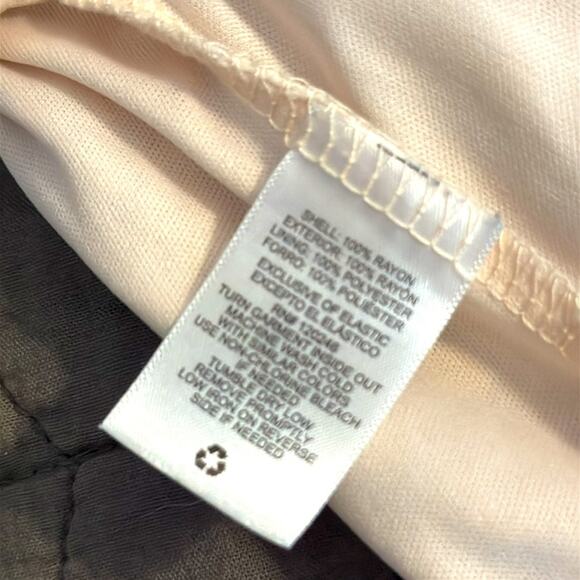 SHELL: 100% RAYON
EXTERIOR: 100% RAYON
LINING: 100% POLYESTER
FORRO: 100% POLIESTER
EXCLUSIVE OF ELASTIC
EXCEPTO EL ELASTICO
RN# 120246
TURN GARMENT INSIDE OUT
MACHINE WASH COLD
WITH SIMILAR COLORS
USE NON-CHLORINE BLEACH
IF NEEDED
TUMBLE DRY LOW
REMOVE PROMPTLY
LOW IRON ON REVERSE
SIDE IF NEEDED